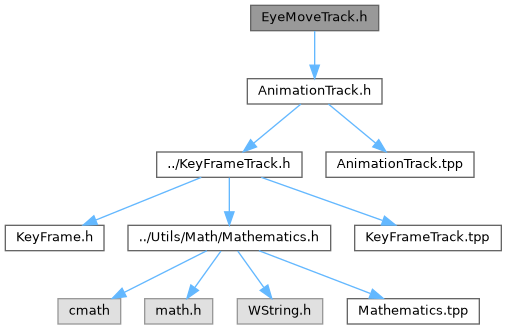 EyeMoveTrack.h
AnimationTrack.h
../KeyFrameTrack.h
AnimationTrack.tpp
KeyFrame.h
../Utils/Math/Mathematics.h
KeyFrameTrack.tpp
cmath
math.h
WString.h
Mathematics.tpp